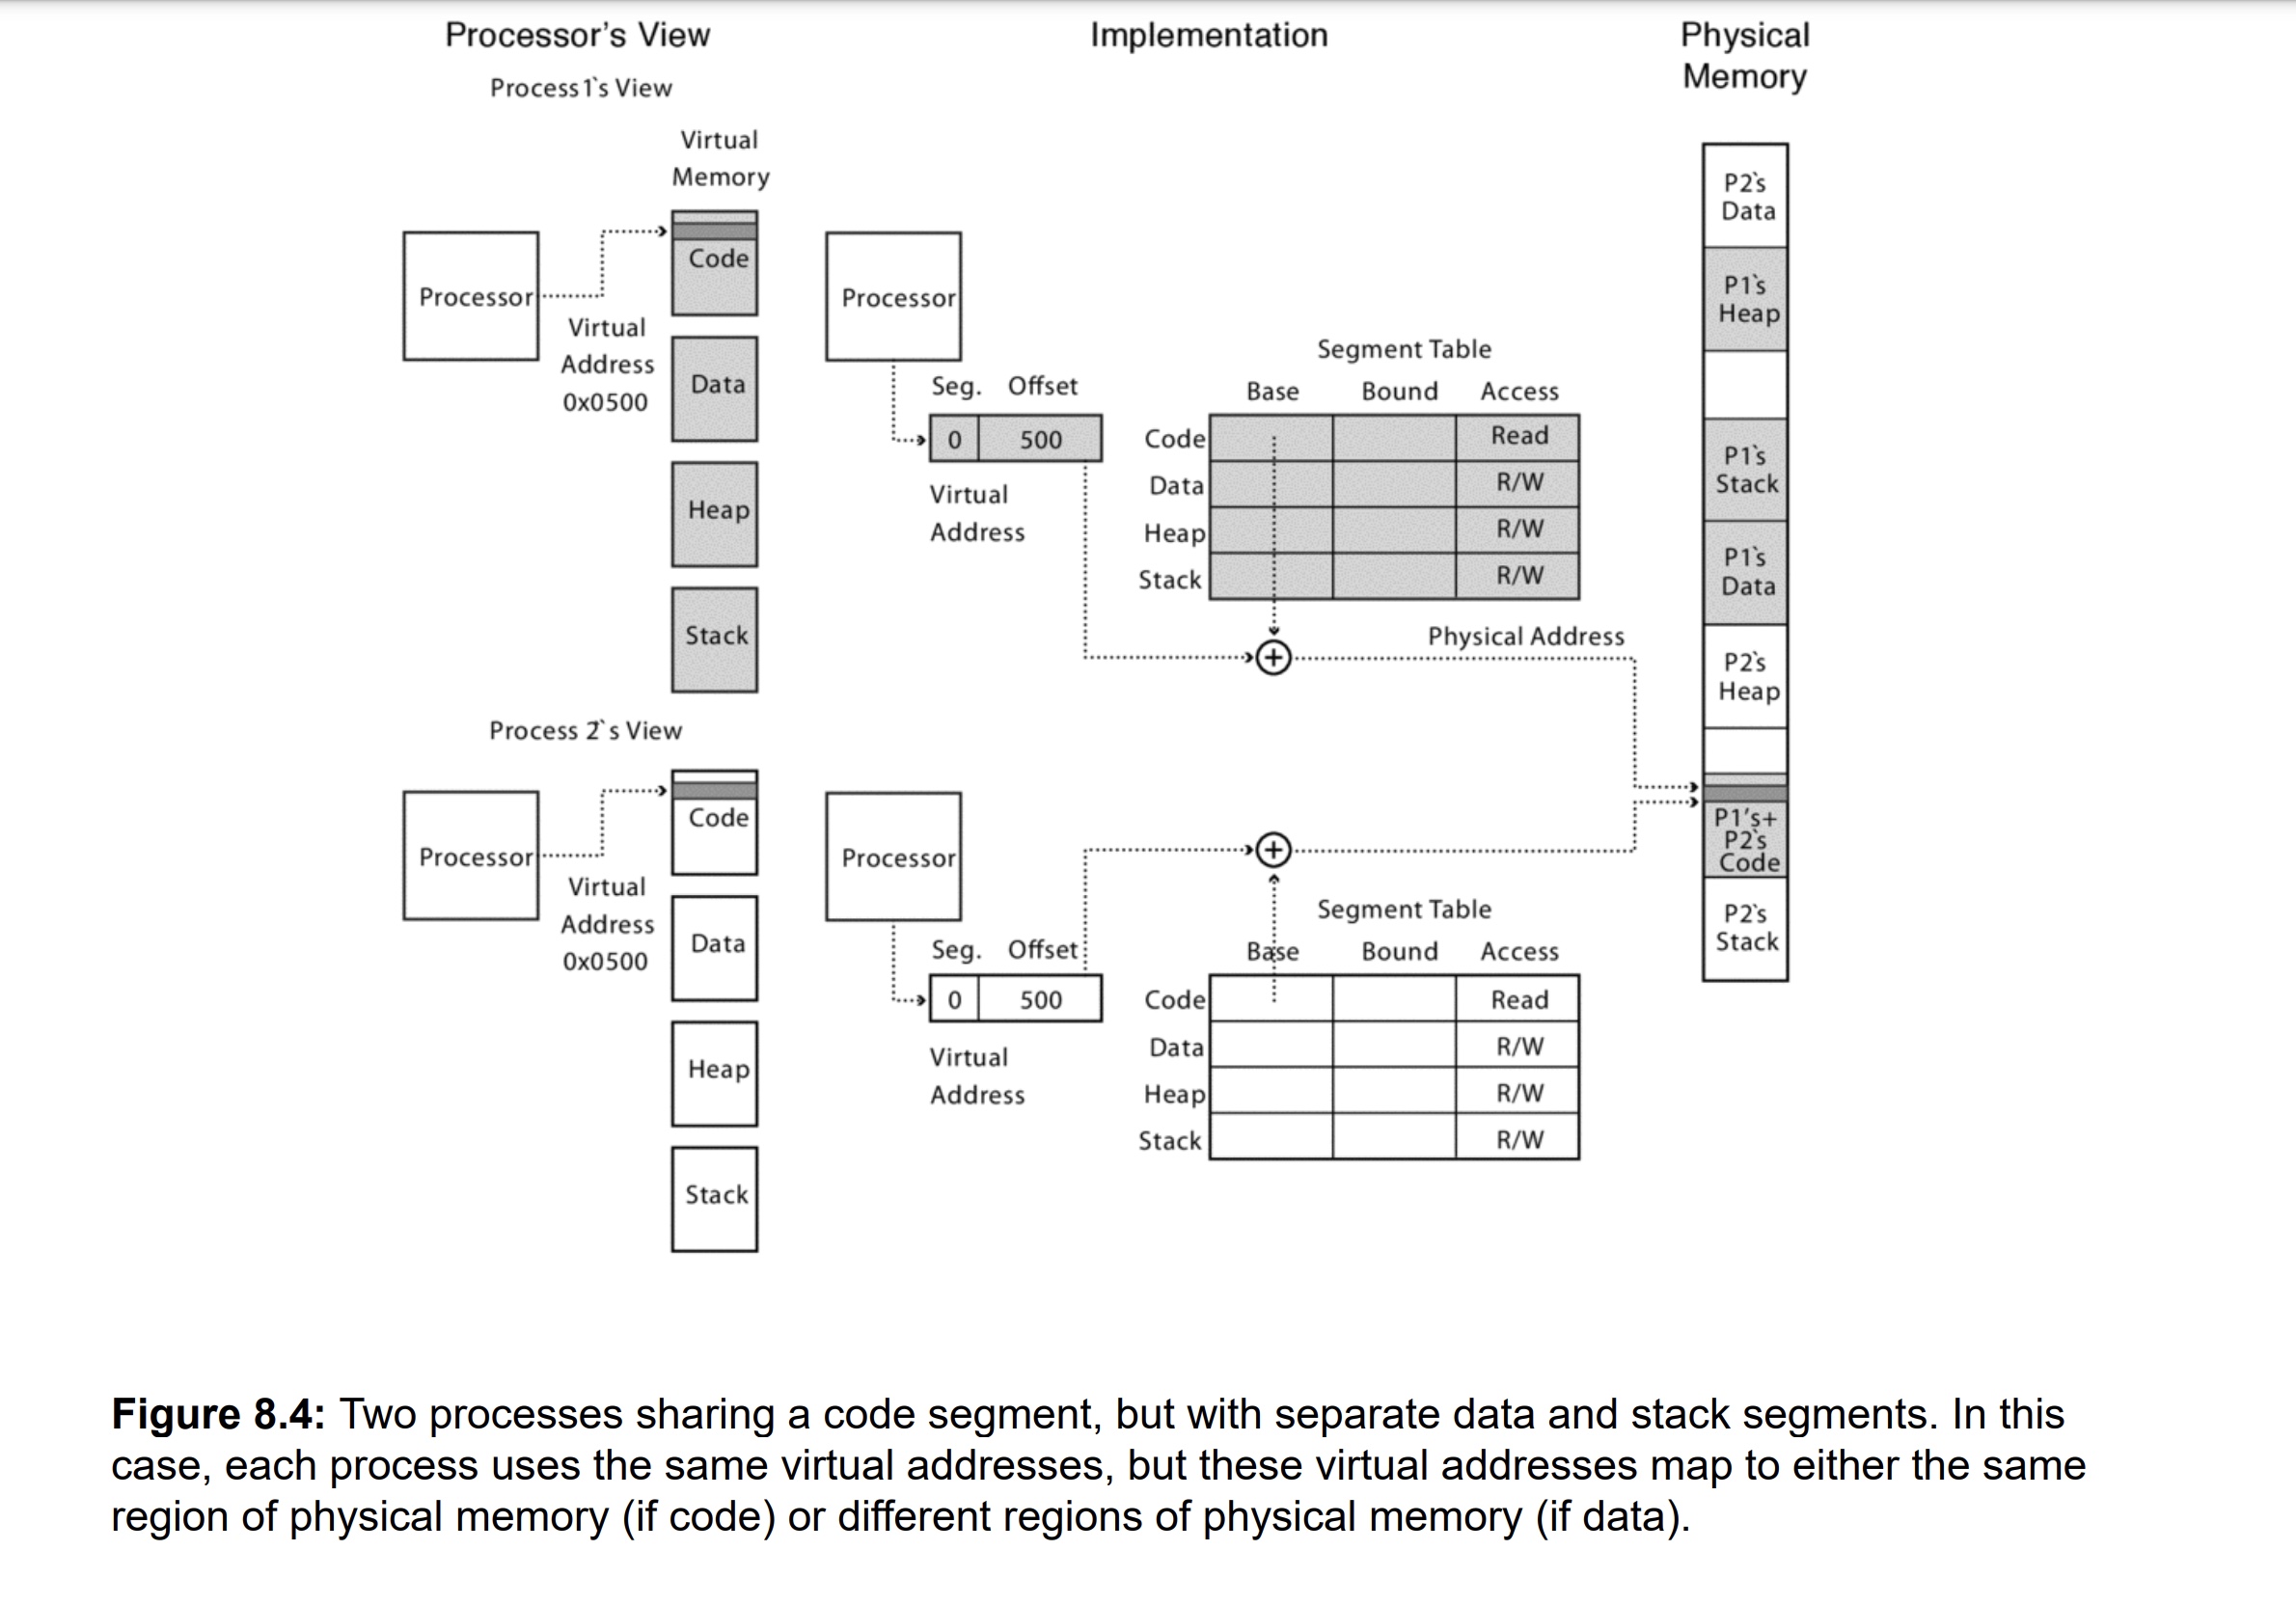 Processor's View
Implementation
Physical
Memory
Process 1`s View
Virtual
Memory
Processor
Virtual
Address
0x0500
Code
Data
Heap
Stack
Processor
Seg. Offset
0 500
Virtual
Address
Segment Table
Base Bound Access
Code Read
Data R/W
Heap R/W
Stack R/W
Physical Address
Process 2`s View
Processor
Virtual
Address
0x0500
Code
Data
Heap
Stack
Processor
Seg. Offset
0 500
Virtual
Address
Segment Table
Base Bound Access
Code Read
Data R/W
Heap R/W
Stack R/W
P2`s
Data
P1`s
Heap
P1`s
Stack
P1`s
Data
P2`s
Heap
P1's+
P2`s
Code
P2`s
Stack
Figure 8.4: Two processes sharing a code segment, but with separate data and stack segments. In this
case, each process uses the same virtual addresses, but these virtual addresses map to either the same
region of physical memory (if code) or different regions of physical memory (if data).